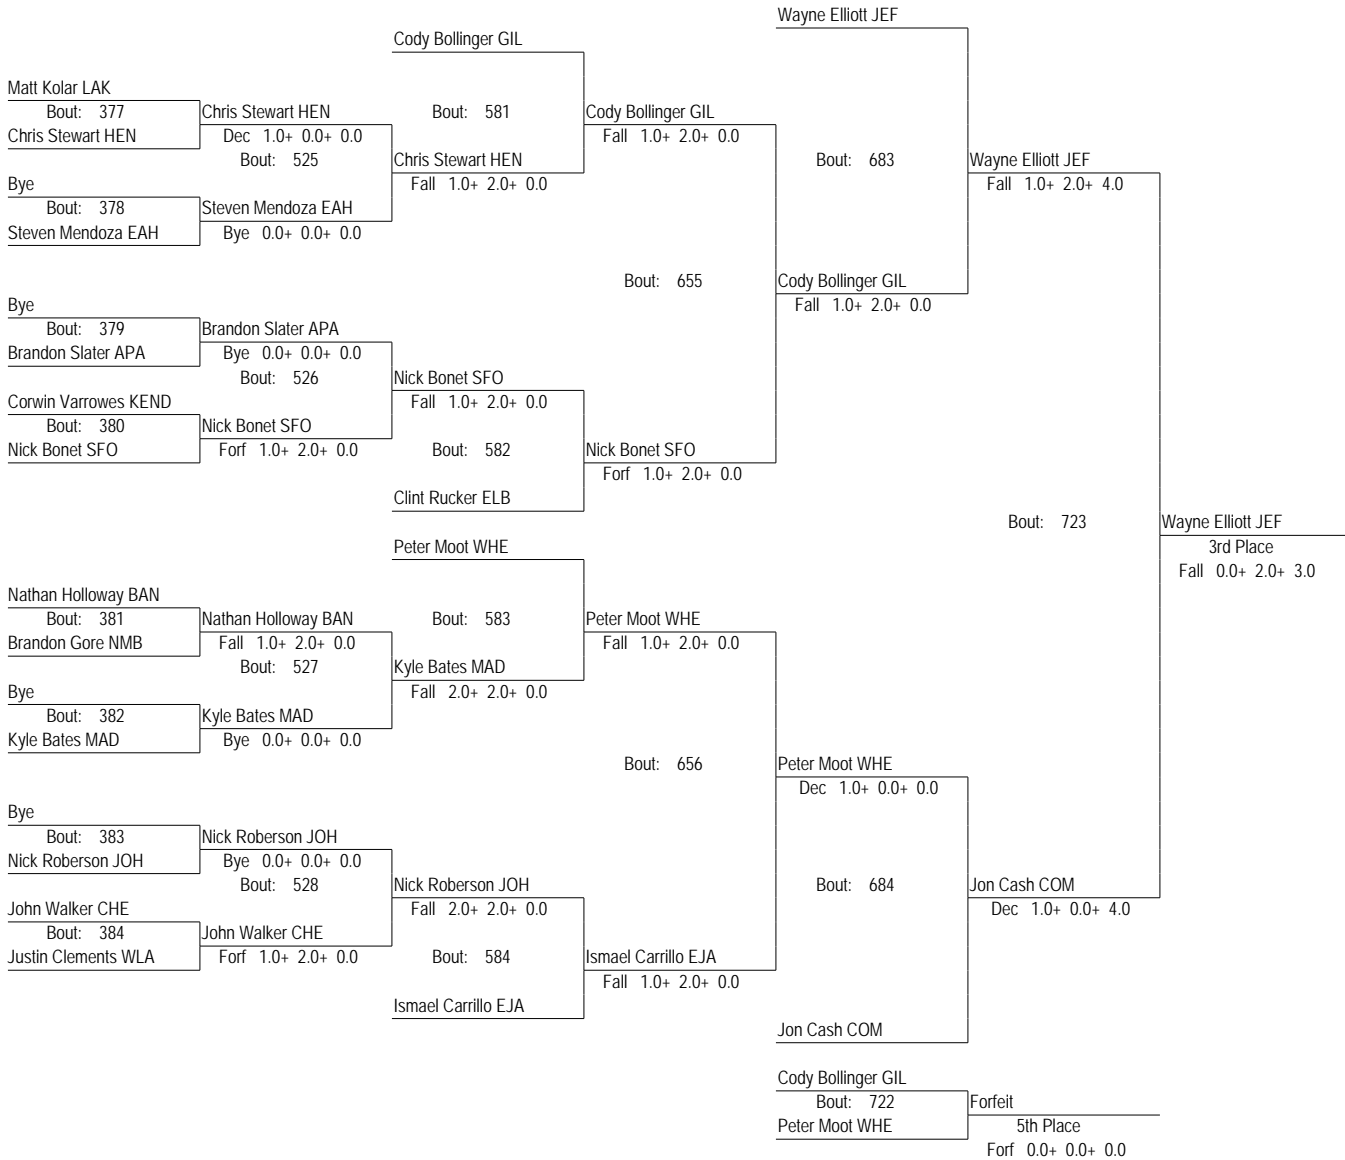 Wayne Elliott JEF
Cody Bollinger GIL
Matt Kolar LAK
Bout: 377
Chris Stewart HEN
Bout: 581
Cody Bollinger GIL
Chris Stewart HEN
Dec 1.0+ 0.0+ 0.0
Fall 1.0+ 2.0+ 0.0
Bout: 525
Chris Stewart HEN
Bout: 683
Wayne Elliott JEF
Bye
Fall 1.0+ 2.0+ 0.0
Fall 1.0+ 2.0+ 4.0
Bout: 378
Steven Mendoza EAH
Steven Mendoza EAH
Bye 0.0+ 0.0+ 0.0
Bout: 655
Cody Bollinger GIL
Bye
Fall 1.0+ 2.0+ 0.0
Bout: 379
Brandon Slater APA
Brandon Slater APA
Bye 0.0+ 0.0+ 0.0
Bout: 526
Nick Bonet SFO
Corwin Varrowes KEND
Fall 1.0+ 2.0+ 0.0
Bout: 380
Nick Bonet SFO
Nick Bonet SFO
Forf 1.0+ 2.0+ 0.0
Bout: 582
Nick Bonet SFO
Forf 1.0+ 2.0+ 0.0
Clint Rucker ELB
Bout: 723
Wayne Elliott JEF
Peter Moot WHE
3rd Place
Fall 0.0+ 2.0+ 3.0
Nathan Holloway BAN
Bout: 381
Nathan Holloway BAN
Bout: 583
Peter Moot WHE
Brandon Gore NMB
Fall 1.0+ 2.0+ 0.0
Fall 1.0+ 2.0+ 0.0
Bout: 527
Kyle Bates MAD
Bye
Fall 2.0+ 2.0+ 0.0
Bout: 382
Kyle Bates MAD
Kyle Bates MAD
Bye 0.0+ 0.0+ 0.0
Bout: 656
Peter Moot WHE
Dec 1.0+ 0.0+ 0.0
Bye
Bout: 383
Nick Roberson JOH
Nick Roberson JOH
Bye 0.0+ 0.0+ 0.0
Bout: 528
Nick Roberson JOH
Bout: 684
Jon Cash COM
John Walker CHE
Fall 2.0+ 2.0+ 0.0
Dec 1.0+ 0.0+ 4.0
Bout: 384
John Walker CHE
Justin Clements WLA
Forf 1.0+ 2.0+ 0.0
Bout: 584
Ismael Carrillo EJA
Fall 1.0+ 2.0+ 0.0
Ismael Carrillo EJA
Jon Cash COM
Cody Bollinger GIL
Bout: 722
Forfeit
Peter Moot WHE
5th Place
Forf 0.0+ 0.0+ 0.0